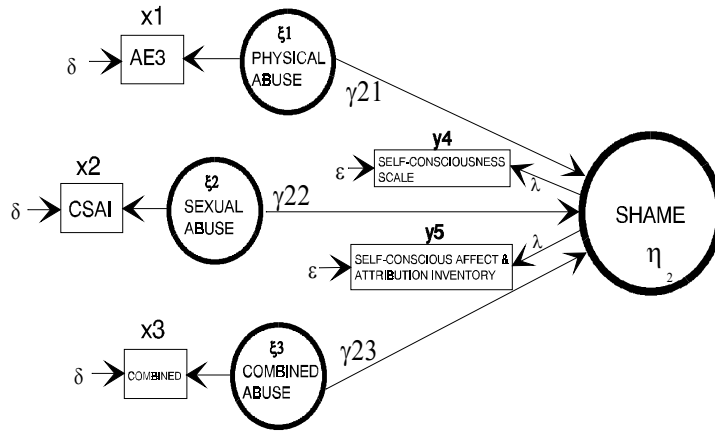 x1
ξ1
δ
AE3
PHYSICAL
ABUSE
γ21
x2
ξ2
δ
CSAI
SEXUAL
ABUSE
γ22
y4
ε
SELF-CONSCIOUSNESS
SCALE
λ
y5
ε
SELF-CONSCIOUS AFFECT &
ATTRIBUTION INVENTORY
λ
SHAME
η2
x3
ξ3
δ
COMBINED
COMBINED
ABUSE
γ23